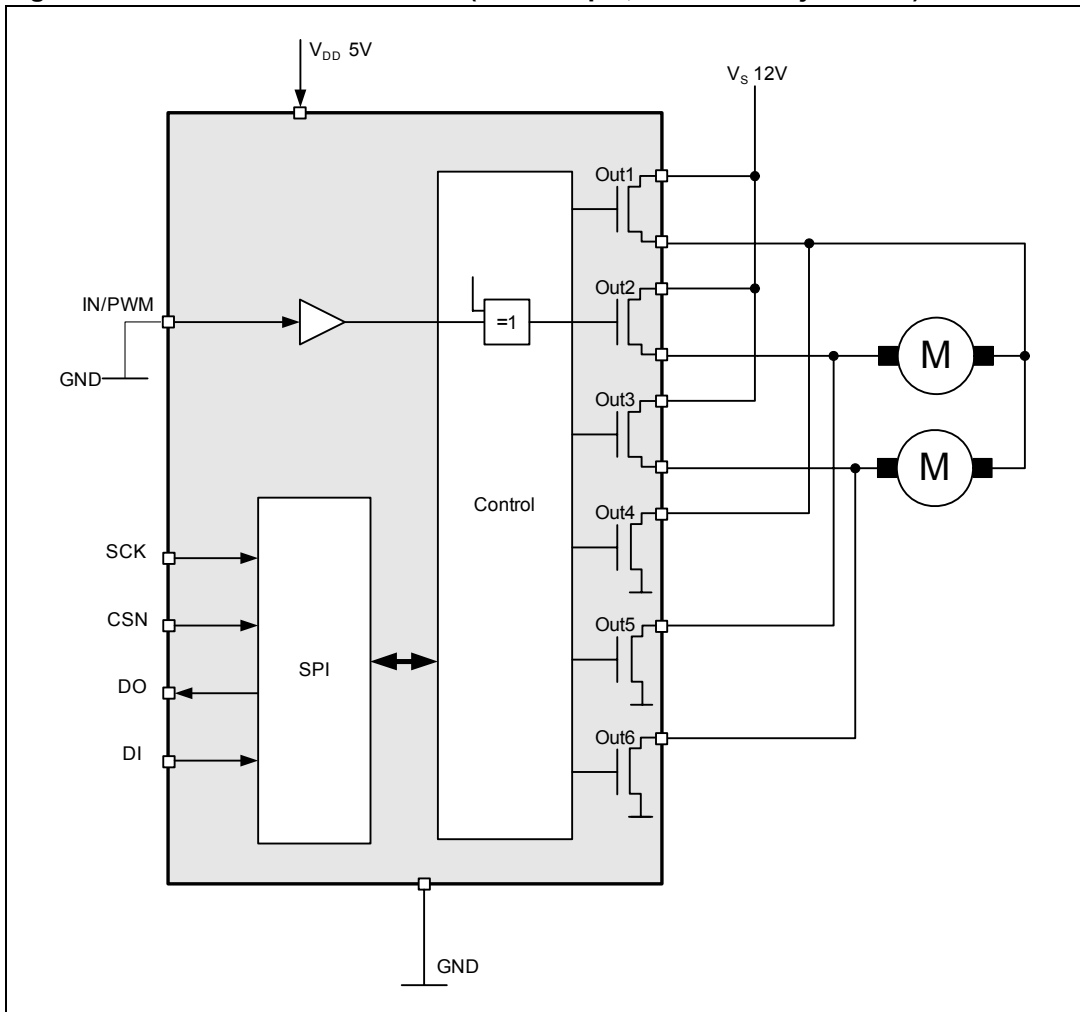 V_DD 5V
V_S 12V
Out1
IN/PWM
Out2
=1
GND
M
Out3
M
Control
Out4
SCK
CSN
Out5
SPI
DO
Out6
DI
GND